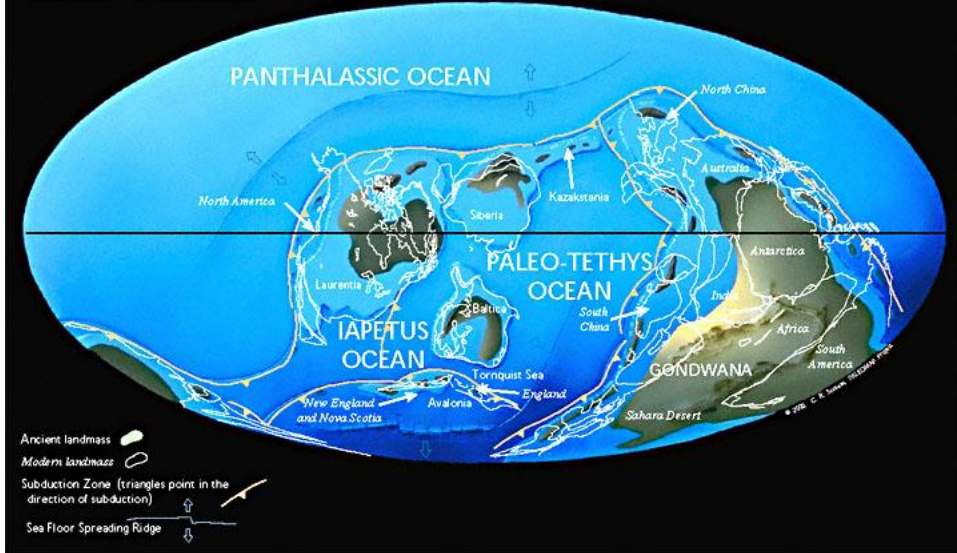 PANTHALASSIC OCEAN
North China
Australia
North America
Kazakstania
Siberia
Antarctica
PALEO-TETHYS
OCEAN
Laurentia
India
Baltica
South
China
IAPETUS
OCEAN
Africa
South
America
GONDWANA
Tornquist Sea
England
New England
and Nova Scotia
Avalonia
Sahara Desert
Ancient landmass
Modern landmass
Subduction Zone (triangles point in the
direction of subduction)
Sea Floor Spreading Ridge